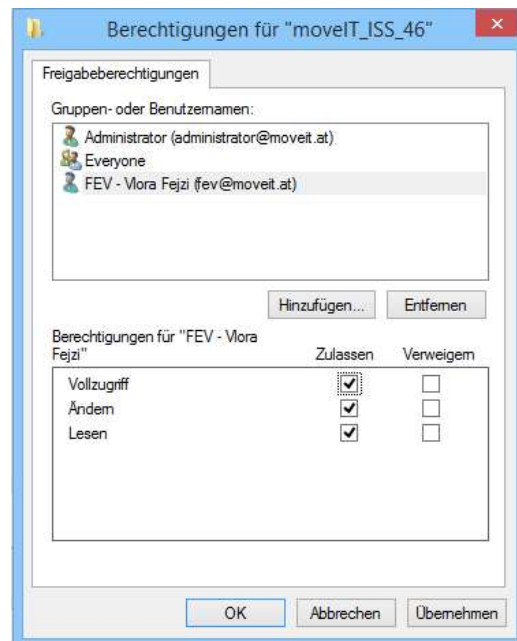 Berechtigungen für "moveIT_ISS_46"
Freigabeberechtigungen
Gruppen- oder Benutzernamen:
Administrator (administrator@moveit.at)
Everyone
FEV - Vlora Fejzi (fev@moveit.at)
Hinzufügen... Entfernen
Berechtigungen für "FEV - Vlora
Fejzi" Zulassen Verweigern
Vollzugriff
Ändern
Lesen
OK Abbrechen Übernehmen